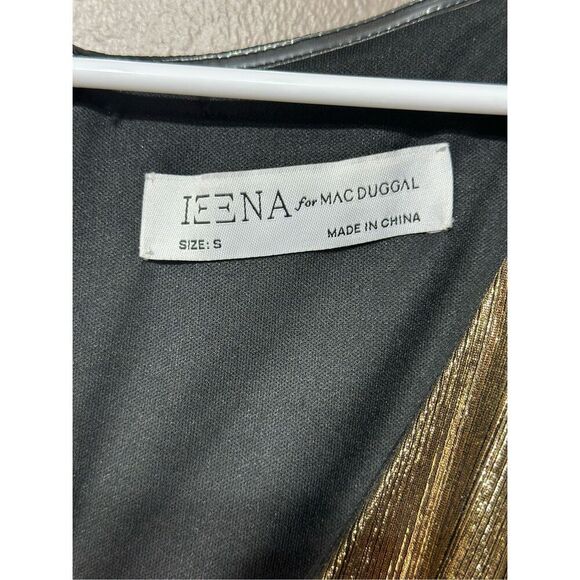 IEENA for MAC DUGGAL
SIZE: S MADE IN CHINA